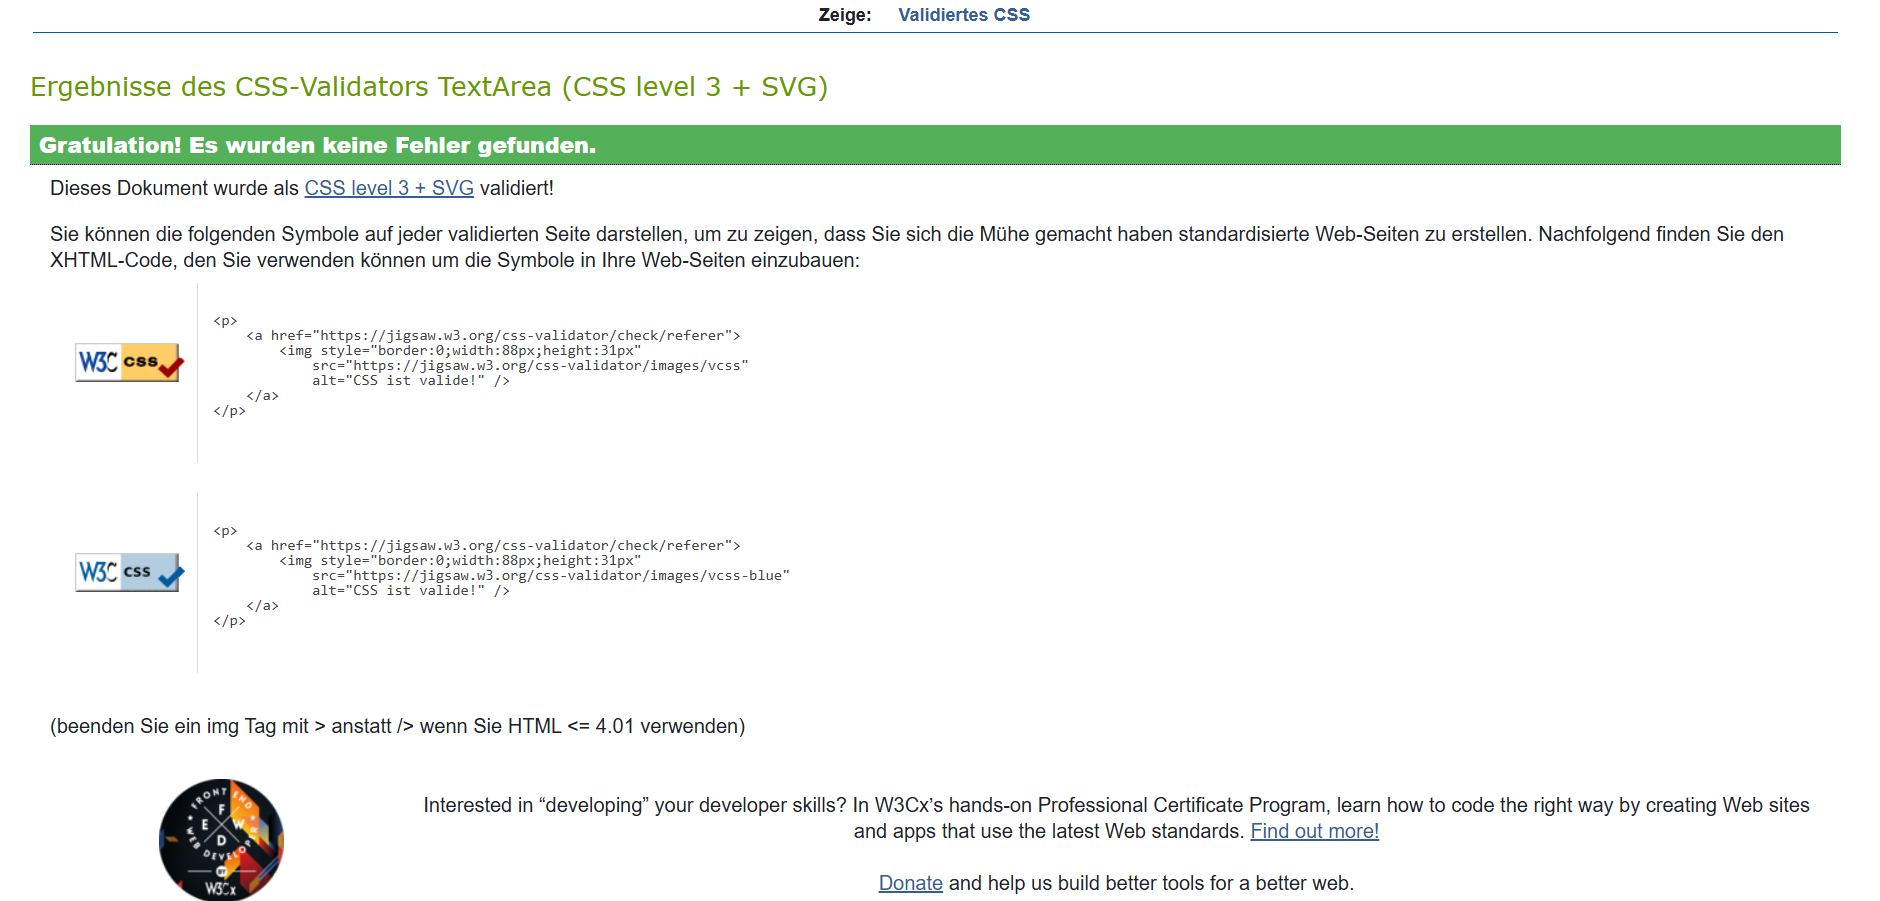 Zeige: Validiertes CSS
Ergebnisse des CSS-Validators TextArea (CSS level 3 + SVG)
Gratulation! Es wurden keine Fehler gefunden.
Dieses Dokument wurde als CSS level 3 + SVG validiert!
Sie können die folgenden Symbole auf jeder validierten Seite darstellen, um zu zeigen, dass Sie sich die Mühe gemacht haben standardisierte Web-Seiten zu erstellen. Nachfolgend finden Sie den
XHTML-Code, den Sie verwenden können um die Symbole in Ihre Web-Seiten einzubauen:
W3C css
<p>
    <a href="https://jigsaw.w3.org/css-validator/check/referer">
        <img style="border:0;width:88px;height:31px"
            src="https://jigsaw.w3.org/css-validator/images/vcss"
            alt="CSS ist valide!" />
    </a>
</p>
W3C css
<p>
    <a href="https://jigsaw.w3.org/css-validator/check/referer">
        <img style="border:0;width:88px;height:31px"
            src="https://jigsaw.w3.org/css-validator/images/vcss-blue"
            alt="CSS ist valide!" />
    </a>
</p>
(beenden Sie ein img Tag mit > anstatt /> wenn Sie HTML <= 4.01 verwenden)
FRONT END
F
E W
D
WEB DEVELOPER
BY
W3Cx
Interested in “developing” your developer skills? In W3Cx’s hands-on Professional Certificate Program, learn how to code the right way by creating Web sites
and apps that use the latest Web standards. Find out more!
Donate and help us build better tools for a better web.